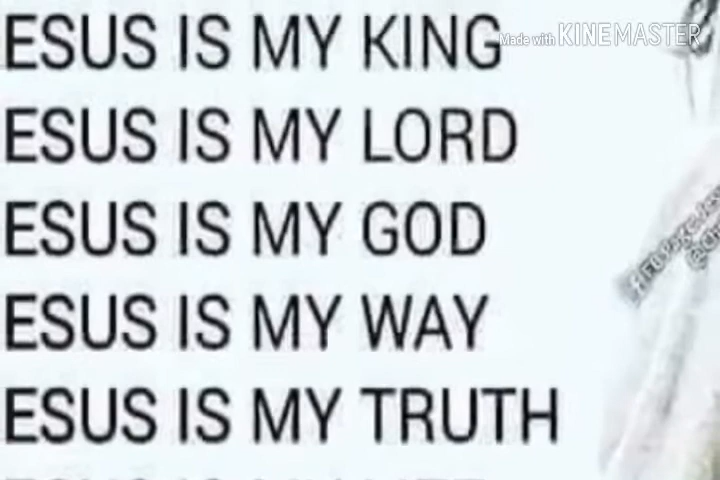 ESUS IS MY KING
Made with KINEMASTER
ESUS IS MY LORD
ESUS IS MY GOD
ESUS IS MY WAY
ESUS IS MY TRUTH